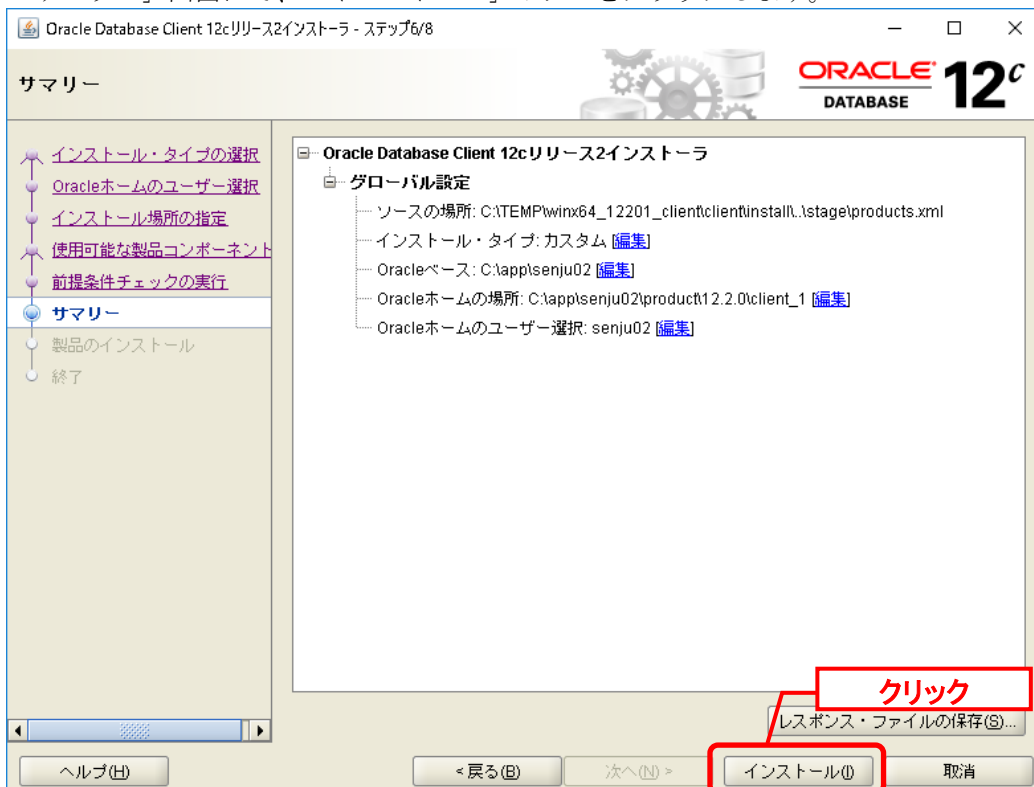 Oracle Database Client 12cリリース2インストーラ - ステップ6/8
サマリー
ORACLE
DATABASE
12c
インストール・タイプの選択
Oracleホームのユーザー選択
インストール場所の指定
使用可能な製品コンポーネント
前提条件チェックの実行
サマリー
製品のインストール
終了
Oracle Database Client 12cリリース2インストーラ
グローバル設定
ソースの場所: C:\TEMP\winx64_12201_client\client\install\..\stage\products.xml
インストール・タイプ: カスタム [編集]
Oracleベース: C:\app\senju02 [編集]
Oracleホームの場所: C:\app\senju02\product\12.2.0\client_1 [編集]
Oracleホームのユーザー選択: senju02 [編集]
クリック
レスポンス・ファイルの保存(S)...
ヘルプ(H)
< 戻る(B)
次へ(N) >
インストール(I)
取消